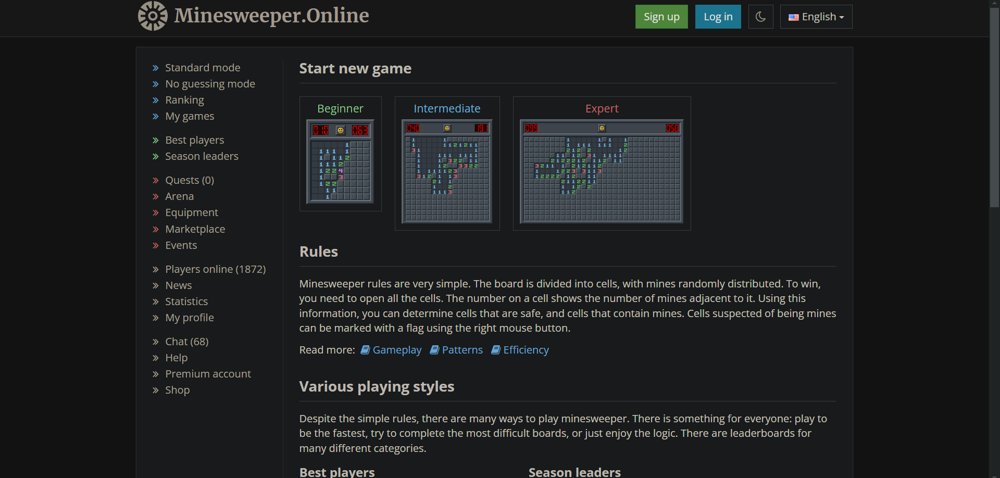 Minesweeper.Online
Sign up
Log in
English
Standard mode
No guessing mode
Ranking
My games
Best players
Season leaders
Quests (0)
Arena
Equipment
Marketplace
Events
Players online (1872)
News
Statistics
My profile
Chat (68)
Help
Premium account
Shop
Start new game
Beginner
010 063
Intermediate
040 191
Expert
099 058
Rules
Minesweeper rules are very simple. The board is divided into cells, with mines randomly distributed. To win,
you need to open all the cells. The number on a cell shows the number of mines adjacent to it. Using this
information, you can determine cells that are safe, and cells that contain mines. Cells suspected of being mines
can be marked with a flag using the right mouse button.
Read more: Gameplay Patterns Efficiency
Various playing styles
Despite the simple rules, there are many ways to play minesweeper. There is something for everyone: play to
be the fastest, try to complete the most difficult boards, or just enjoy the logic. There are leaderboards for
many different categories.
Best players
Season leaders